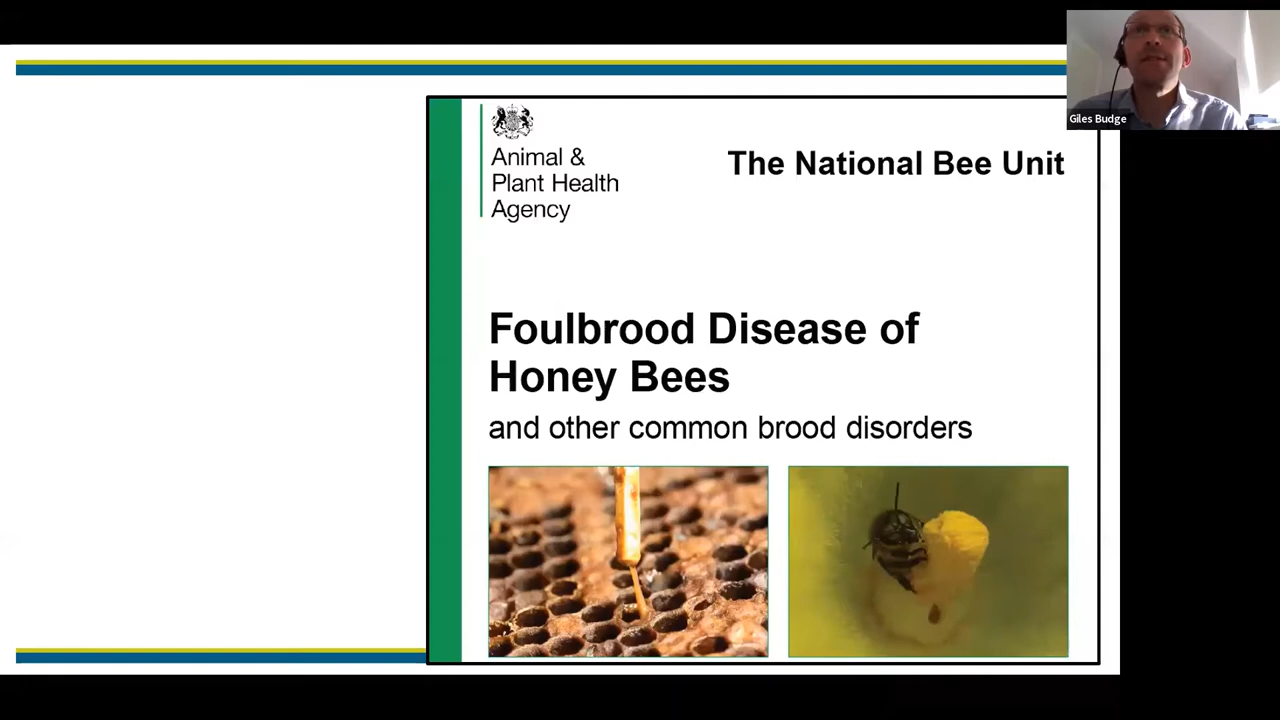 Giles Budge
Animal &
Plant Health
Agency
The National Bee Unit
Foulbrood Disease of
Honey Bees
and other common brood disorders